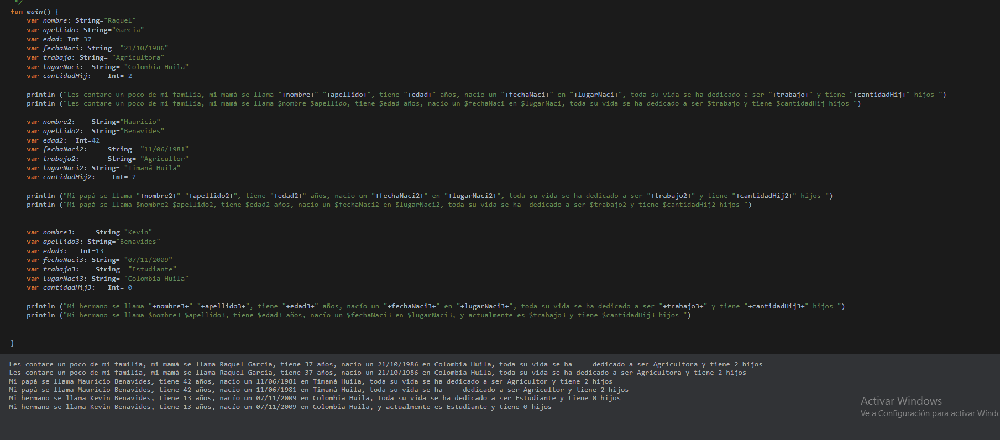 */
fun main() {
    var nombre: String="Raquel"
    var apellido: String="Garcia"
    var edad: Int=37
    var fechaNaci: String= "21/10/1986"
    var trabajo: String= "Agricultora"
    var lugarNaci:  String= "Colombia Huila"
    var cantidadHij:    Int= 2
    println ("Les contare un poco de mi familia, mi mamá se llama "+nombre+" "+apellido+", tiene "+edad+" años, nacío un "+fechaNaci+" en "+lugarNaci+", toda su vida se ha dedicado a ser "+trabajo+" y tiene "+cantidadHij+" hijos ")
    println ("Les contare un poco de mi familia, mi mamá se llama $nombre $apellido, tiene $edad años, nacío un $fechaNaci en $lugarNaci, toda su vida se ha dedicado a ser $trabajo y tiene $cantidadHij hijos ")
    var nombre2:    String="Mauricio"
    var apellido2:  String="Benavides"
    var edad2:  Int=42
    var fechaNaci2:     String= "11/06/1981"
    var trabajo2:       String= "Agricultor"
    var lugarNaci2: String= "Timaná Huila"
    var cantidadHij2:    Int= 2
    println ("Mi papá se llama "+nombre2+" "+apellido2+", tiene "+edad2+" años, nacío un "+fechaNaci2+" en "+lugarNaci2+", toda su vida se ha dedicado a ser "+trabajo2+" y tiene "+cantidadHij2+" hijos ")
    println ("Mi papá se llama $nombre2 $apellido2, tiene $edad2 años, nacío un $fechaNaci2 en $lugarNaci2, toda su vida se ha  dedicado a ser $trabajo2 y tiene $cantidadHij2 hijos ")
    var nombre3:     String="Kevin"
    var apellido3: String="Benavides"
    var edad3:   Int=13
    var fechaNaci3: String= "07/11/2009"
    var trabajo3:    String= "Estudiante"
    var lugarNaci3: String= "Colombia Huila"
    var cantidadHij3:   Int= 0
    println ("Mi hermano se llama "+nombre3+" "+apellido3+", tiene "+edad3+" años, nacío un "+fechaNaci3+" en "+lugarNaci3+", toda su vida se ha dedicado a ser "+trabajo3+" y tiene "+cantidadHij3+" hijos ")
    println ("Mi hermano se llama $nombre3 $apellido3, tiene $edad3 años, nacío un $fechaNaci3 en $lugarNaci3, y actualmente es $trabajo3 y tiene $cantidadHij3 hijos ")
}
Les contare un poco de mi familia, mi mamá se llama Raquel Garcia, tiene 37 años, nacío un 21/10/1986 en Colombia Huila, toda su vida se ha     dedicado a ser Agricultora y tiene 2 hijos
Les contare un poco de mi familia, mi mamá se llama Raquel Garcia, tiene 37 años, nacío un 21/10/1986 en Colombia Huila, toda su vida se ha dedicado a ser Agricultora y tiene 2 hijos
Mi papá se llama Mauricio Benavides, tiene 42 años, nacío un 11/06/1981 en Timaná Huila, toda su vida se ha dedicado a ser Agricultor y tiene 2 hijos
Mi papá se llama Mauricio Benavides, tiene 42 años, nacío un 11/06/1981 en Timaná Huila, toda su vida se ha     dedicado a ser Agricultor y tiene 2 hijos
Mi hermano se llama Kevin Benavides, tiene 13 años, nacío un 07/11/2009 en Colombia Huila, toda su vida se ha dedicado a ser Estudiante y tiene 0 hijos
Mi hermano se llama Kevin Benavides, tiene 13 años, nacío un 07/11/2009 en Colombia Huila, y actualmente es Estudiante y tiene 0 hijos
Activar Windows
Ve a Configuración para activar Windo